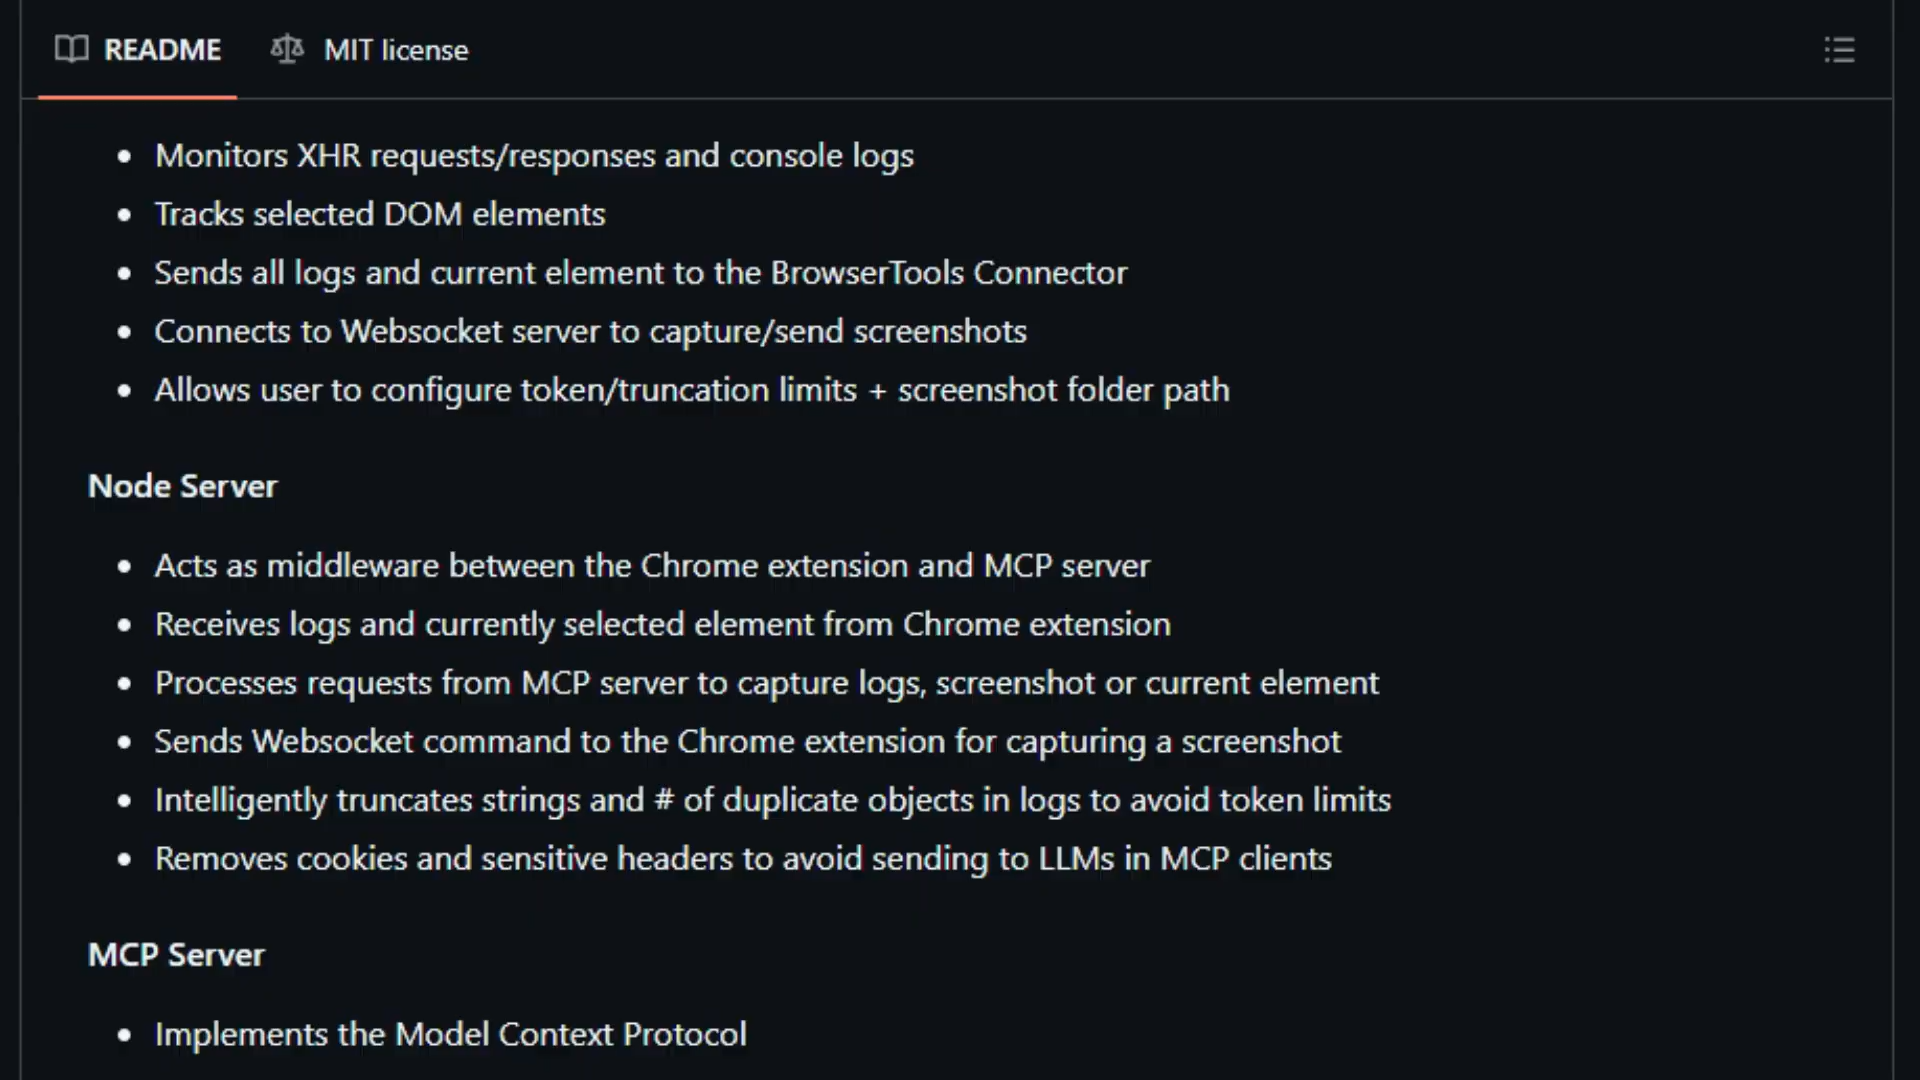 README
MIT license
Monitors XHR requests/responses and console logs
Tracks selected DOM elements
Sends all logs and current element to the BrowserTools Connector
Connects to Websocket server to capture/send screenshots
Allows user to configure token/truncation limits + screenshot folder path
Node Server
Acts as middleware between the Chrome extension and MCP server
Receives logs and currently selected element from Chrome extension
Processes requests from MCP server to capture logs, screenshot or current element
Sends Websocket command to the Chrome extension for capturing a screenshot
Intelligently truncates strings and # of duplicate objects in logs to avoid token limits
Removes cookies and sensitive headers to avoid sending to LLMs in MCP clients
MCP Server
Implements the Model Context Protocol